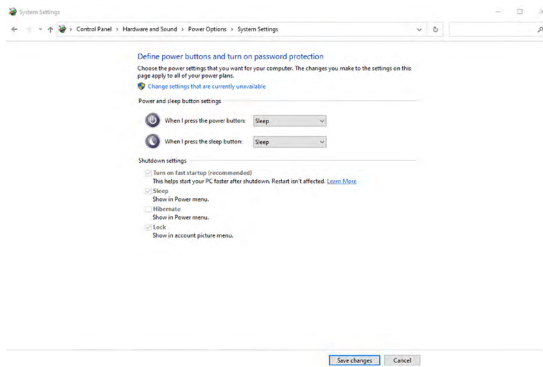 System Settings
Control Panel > Hardware and Sound > Power Options > System Settings
Define power buttons and turn on password protection
Choose the power settings that you want for your computer. The changes you make to the settings on this
page apply to all of your power plans.
Change settings that are currently unavailable
Power and sleep button settings
When I press the power button: Sleep
When I press the sleep button: Sleep
Shutdown settings
Turn on fast startup (recommended)
This helps start your PC faster after shutdown. Restart isn't affected. Learn More
Sleep
Show in Power menu.
Hibernate
Show in Power menu.
Lock
Show in account picture menu.
Save changes Cancel